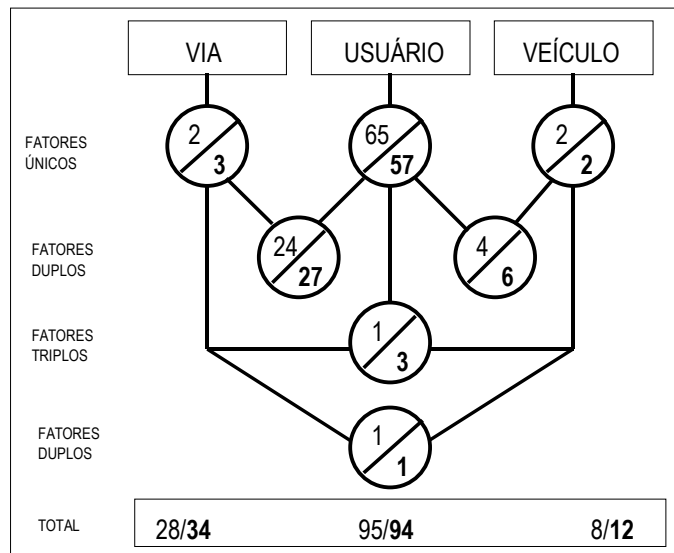 VIA USUÁRIO VEÍCULO
FATORES ÚNICOS
2 3
65 57
2 2
FATORES DUPLOS
24 27
4 6
FATORES TRIPLOS
1 3
FATORES DUPLOS
1 1
TOTAL 28/34 95/94 8/12